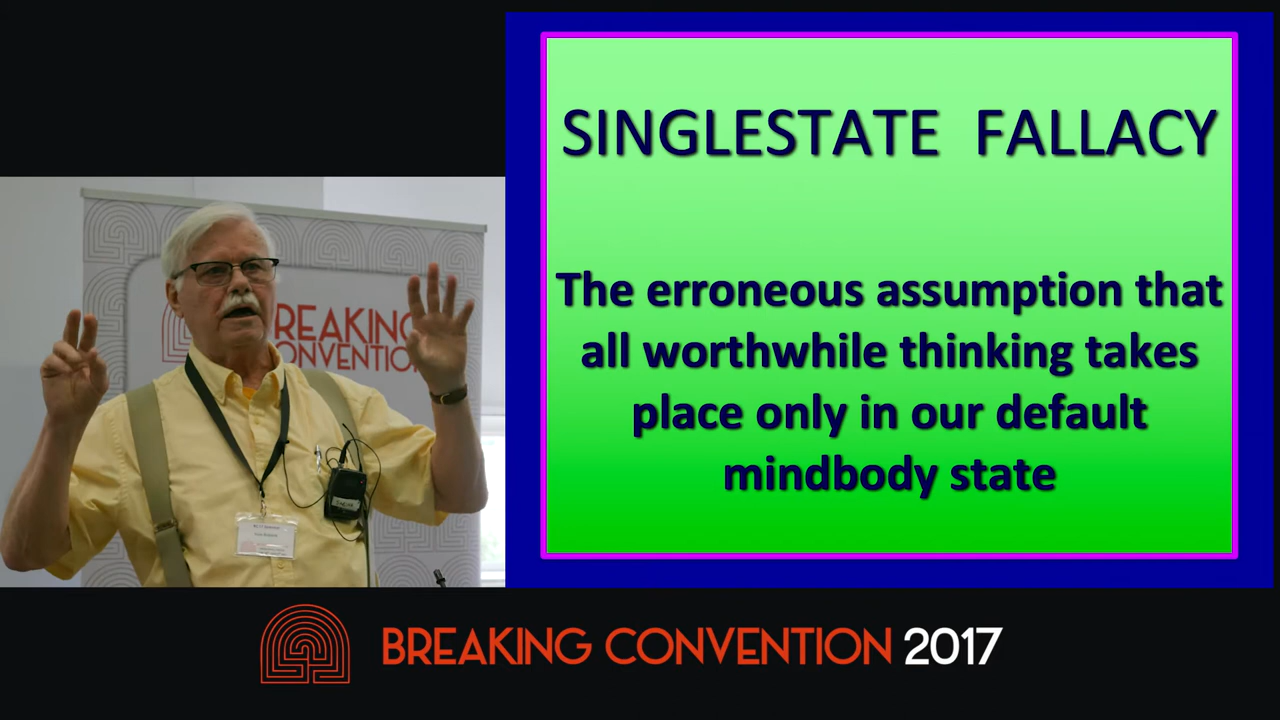 SINGLESTATE FALLACY
The erroneous assumption that
all worthwhile thinking takes
place only in our default
mindbody state
BREAKING
CONVENTION
BREAKING CONVENTION 2017